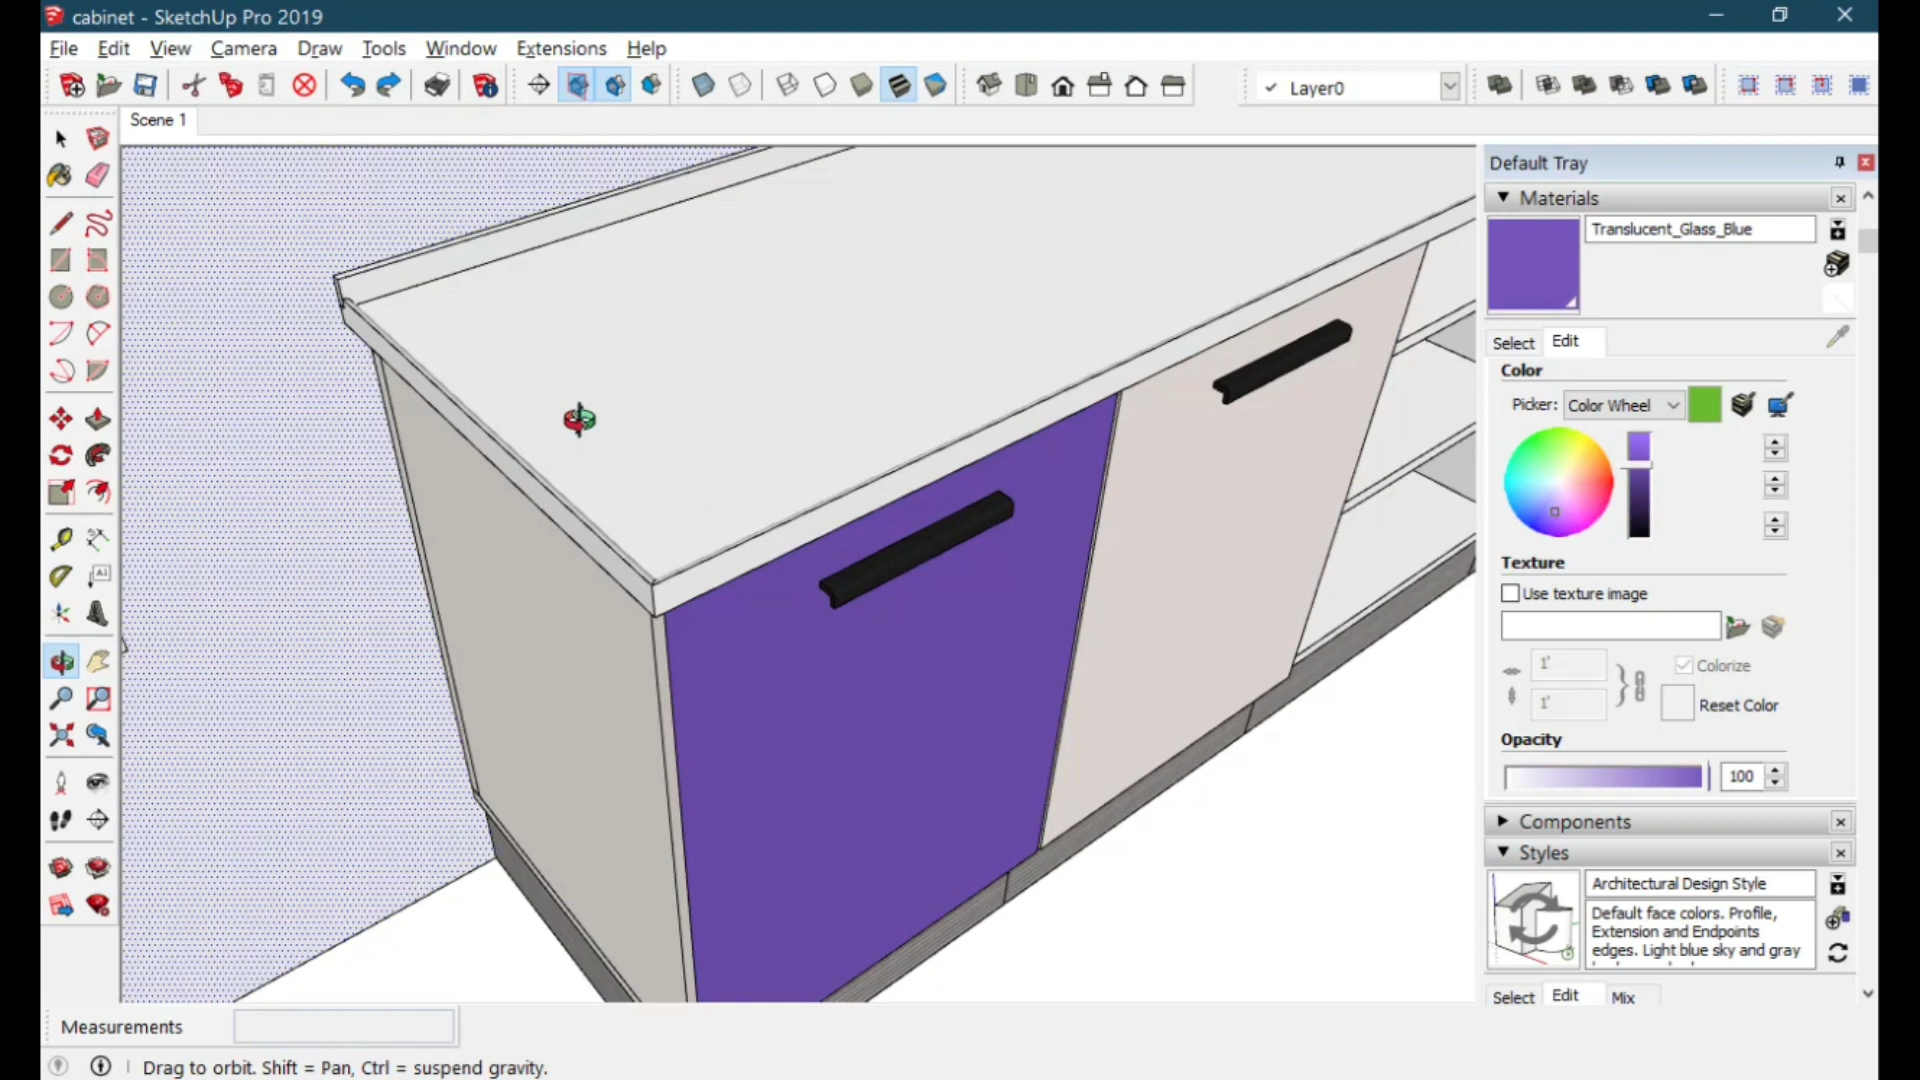 cabinet - SketchUp Pro 2019
File Edit View Camera Draw Tools Window Extensions Help
Layer0
Scene 1
Default Tray
Materials
Translucent_Glass_Blue
Select Edit
Color
Picker: Color Wheel
Texture
Use texture image
1'
Colorize
1'
Reset Color
Opacity
100
Components
Styles
Architectural Design Style
Default face colors. Profile,
Extension and Endpoints
edges. Light blue sky and gray
Select Edit Mix
A1
Measurements
Drag to orbit. Shift = Pan, Ctrl = suspend gravity.